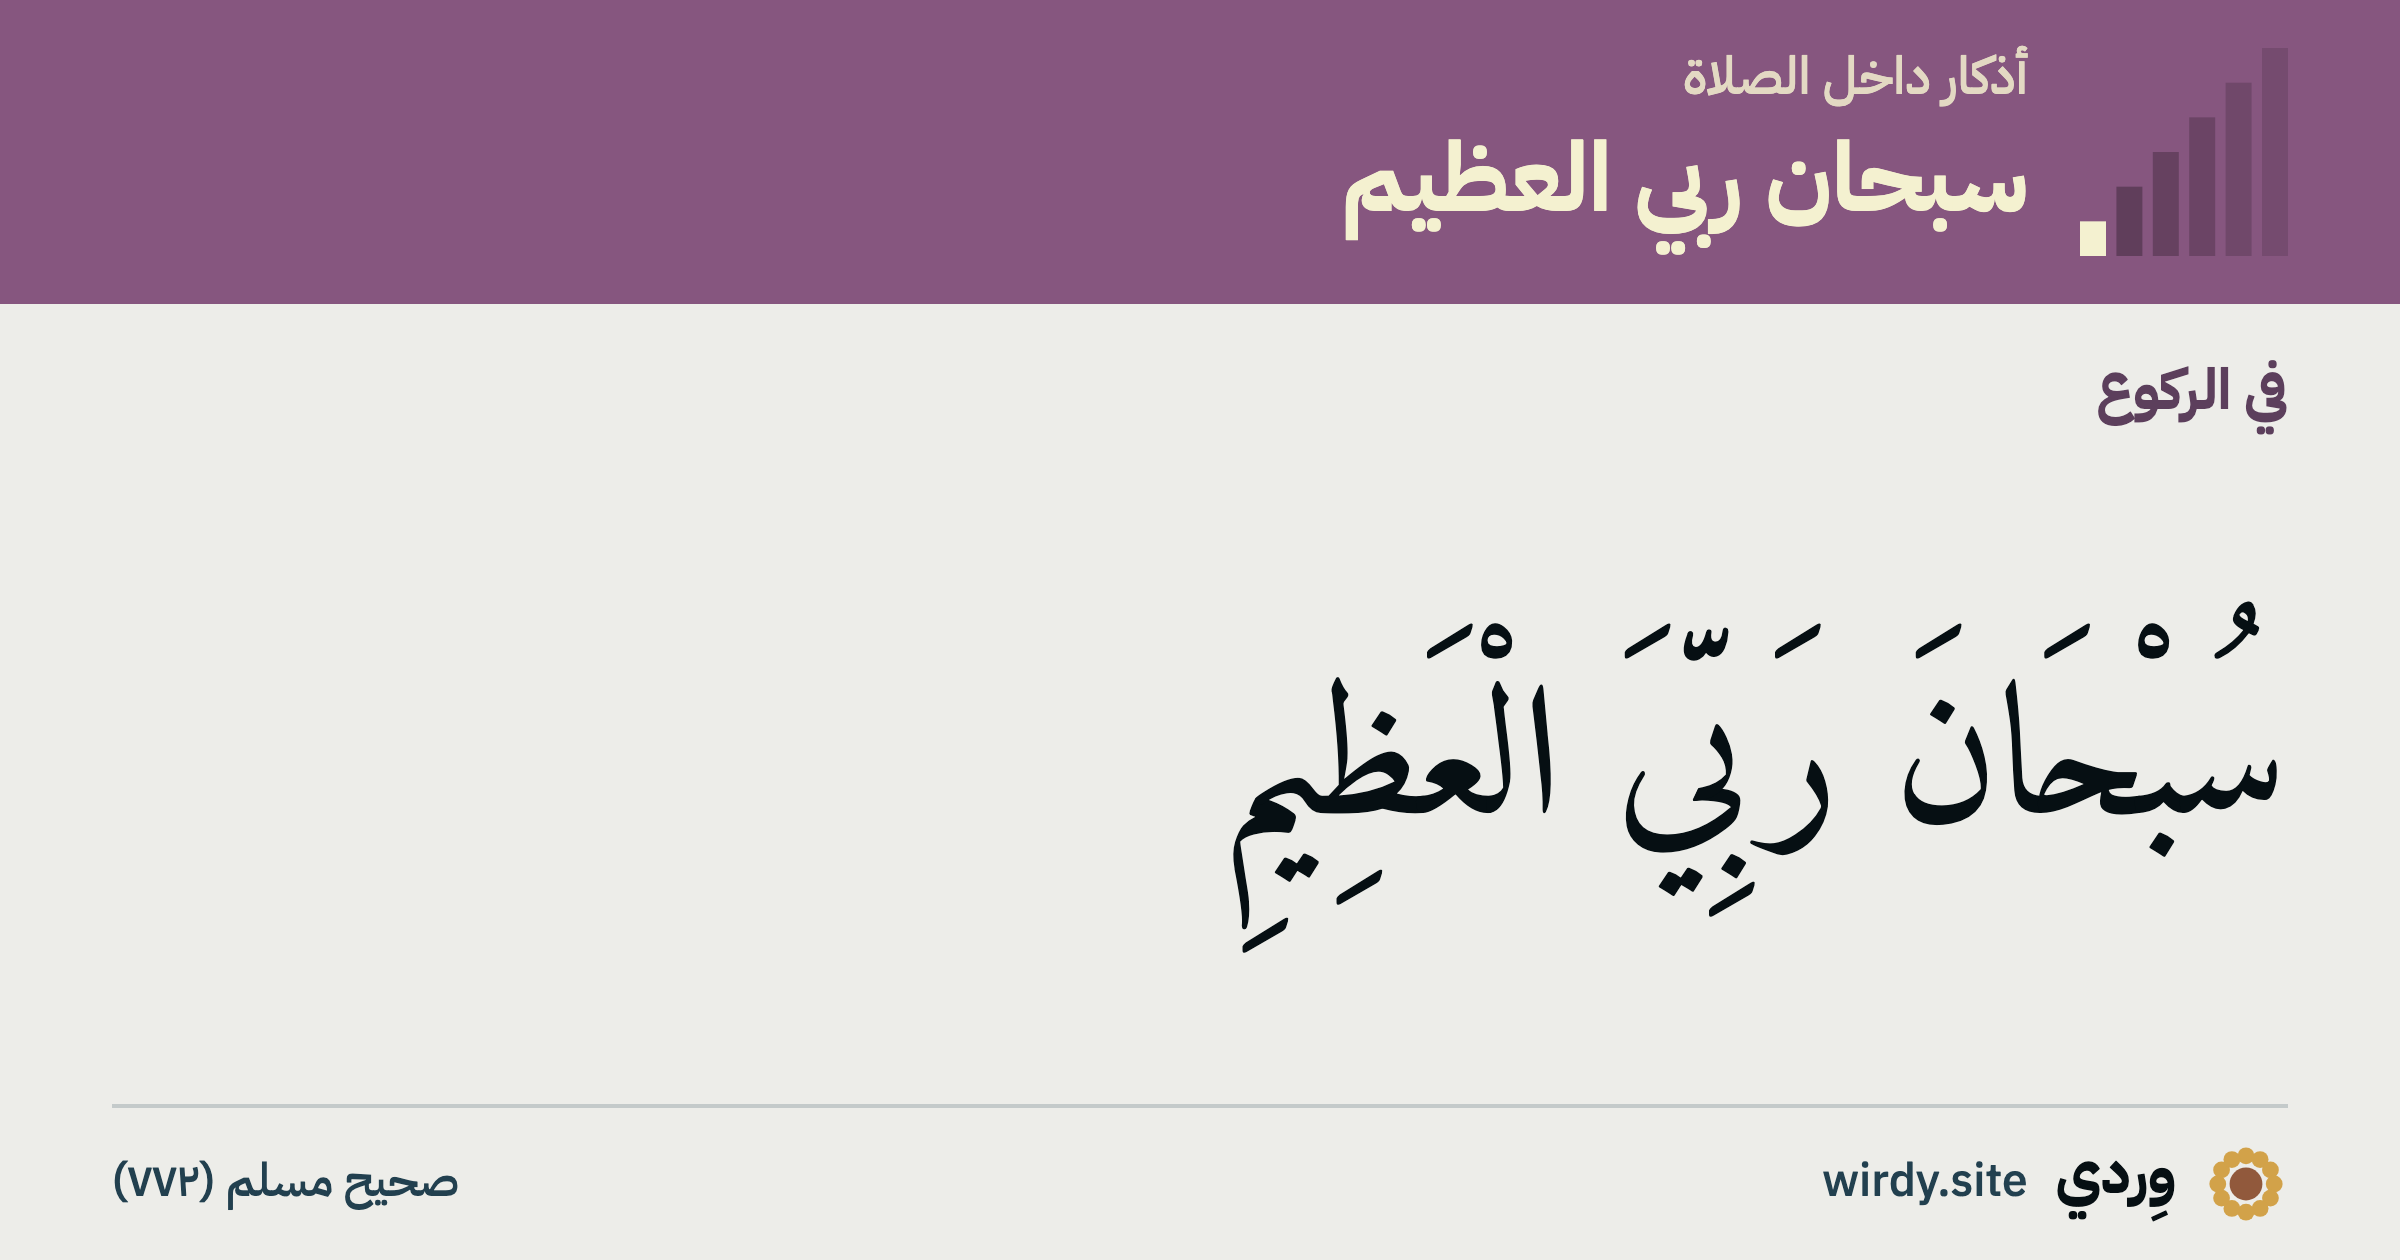 أذكار داخل الصلاة
سبحان ربي العظيم
في الركوع
سُبْحَانَ رَبِّيَ الْعَظِيمِ
وِردي wirdy.site
صحيح مسلم (٧٧٢)